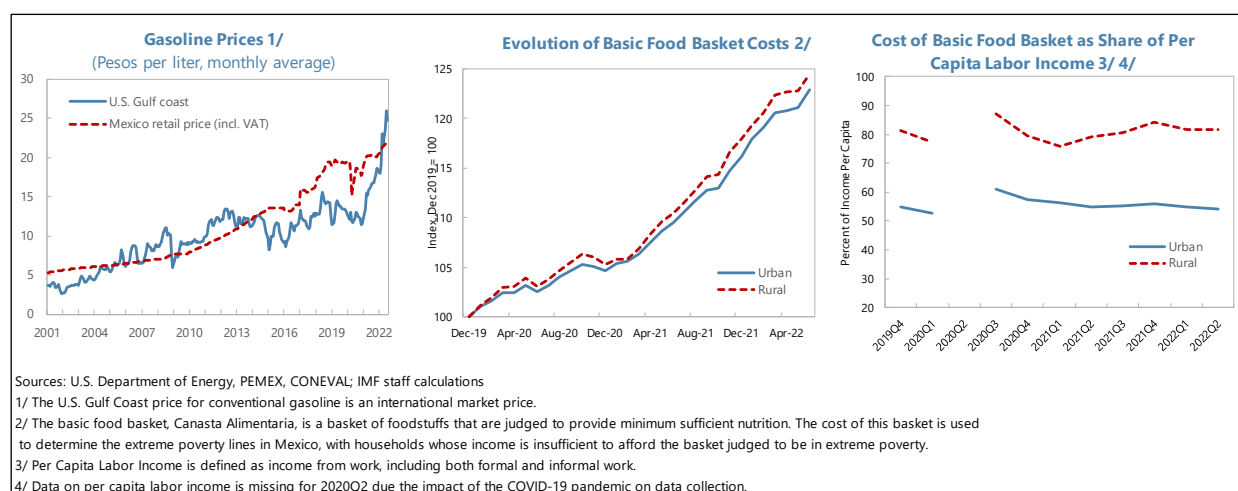 Gasoline Prices 1/
(Pesos per liter, monthly average)
30
25
20
15
10
5
0
U.S. Gulf coast
Mexico retail price (incl. VAT)
2001 2004 2007 2010 2013 2016 2019 2022
Evolution of Basic Food Basket Costs 2/
Index, Dec 2019 = 100
125
120
115
110
105
100
Urban
Rural
Dec-19 Apr-20 Aug-20 Dec-20 Apr-21 Aug-21 Dec-21 Apr-22
Cost of Basic Food Basket as Share of Per
Capita Labor Income 3/ 4/
Percent of Income Per Capita
100
90
80
70
60
50
40
30
20
Urban
Rural
2019Q4 2020Q1 2020Q2 2020Q3 2020Q4 2021Q1 2021Q2 2021Q3 2021Q4 2022Q1 2022Q2
Sources: U.S. Department of Energy, PEMEX, CONEVAL; IMF staff calculations
1/ The U.S. Gulf Coast price for conventional gasoline is an international market price.
2/ The basic food basket, Canasta Alimentaria, is a basket of foodstuffs that are judged to provide minimum sufficient nutrition. The cost of this basket is used
to determine the extreme poverty lines in Mexico, with households whose income is insufficient to afford the basket judged to be in extreme poverty.
3/ Per Capita Labor Income is defined as income from work, including both formal and informal work.
4/ Data on per capita labor income is missing for 2020Q2 due the impact of the COVID-19 pandemic on data collection.